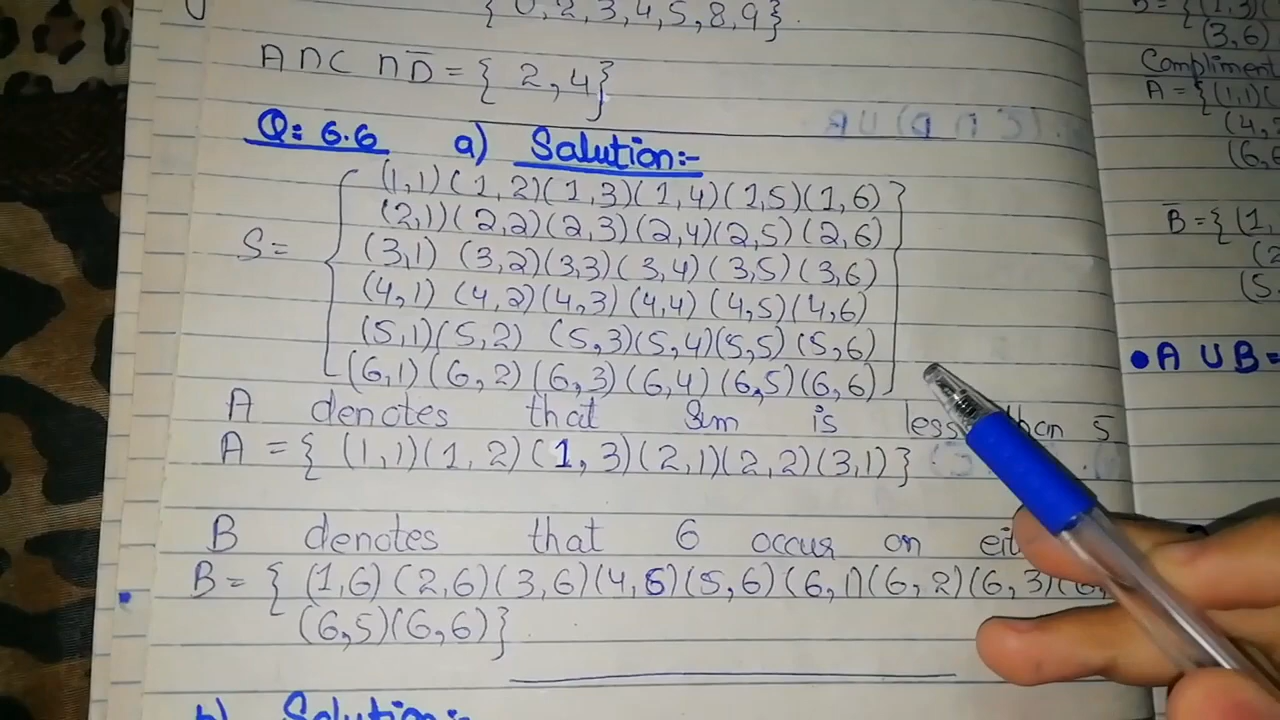 {0,2,3,4,5,8,9}.
A∩C ∩D̅ = { 2,4}
Q: 6.6 a) Salution:-
S =
(1,1) (1,2) (1,3) (1,4) (1,5) (1,6)
(2,1) (2,2) (2,3) (2,4) (2,5) (2,6)
(3,1) (3,2) (3,3) (3,4) (3,5) (3,6)
(4,1) (4,2) (4,3) (4,4) (4,5) (4,6)
(5,1) (5,2) (5,3) (5,4) (5,5) (5,6)
(6,1) (6,2) (6,3) (6,4) (6,5) (6,6)
A denotes that Sum is less than 5
A = { (1,1) (1,2) (1,3) (2,1) (2,2) (3,1) }
B denotes that 6 occur on
B = { (1,6) (2,6) (3,6) (4,6) (5,6) (6,1) (6,2) (6,3)
(6,5) (6,6) }
b) Solution:-
(3,6)
Compliment
A̅ = {(1,1)
B̅ = { (1,
• A U B =